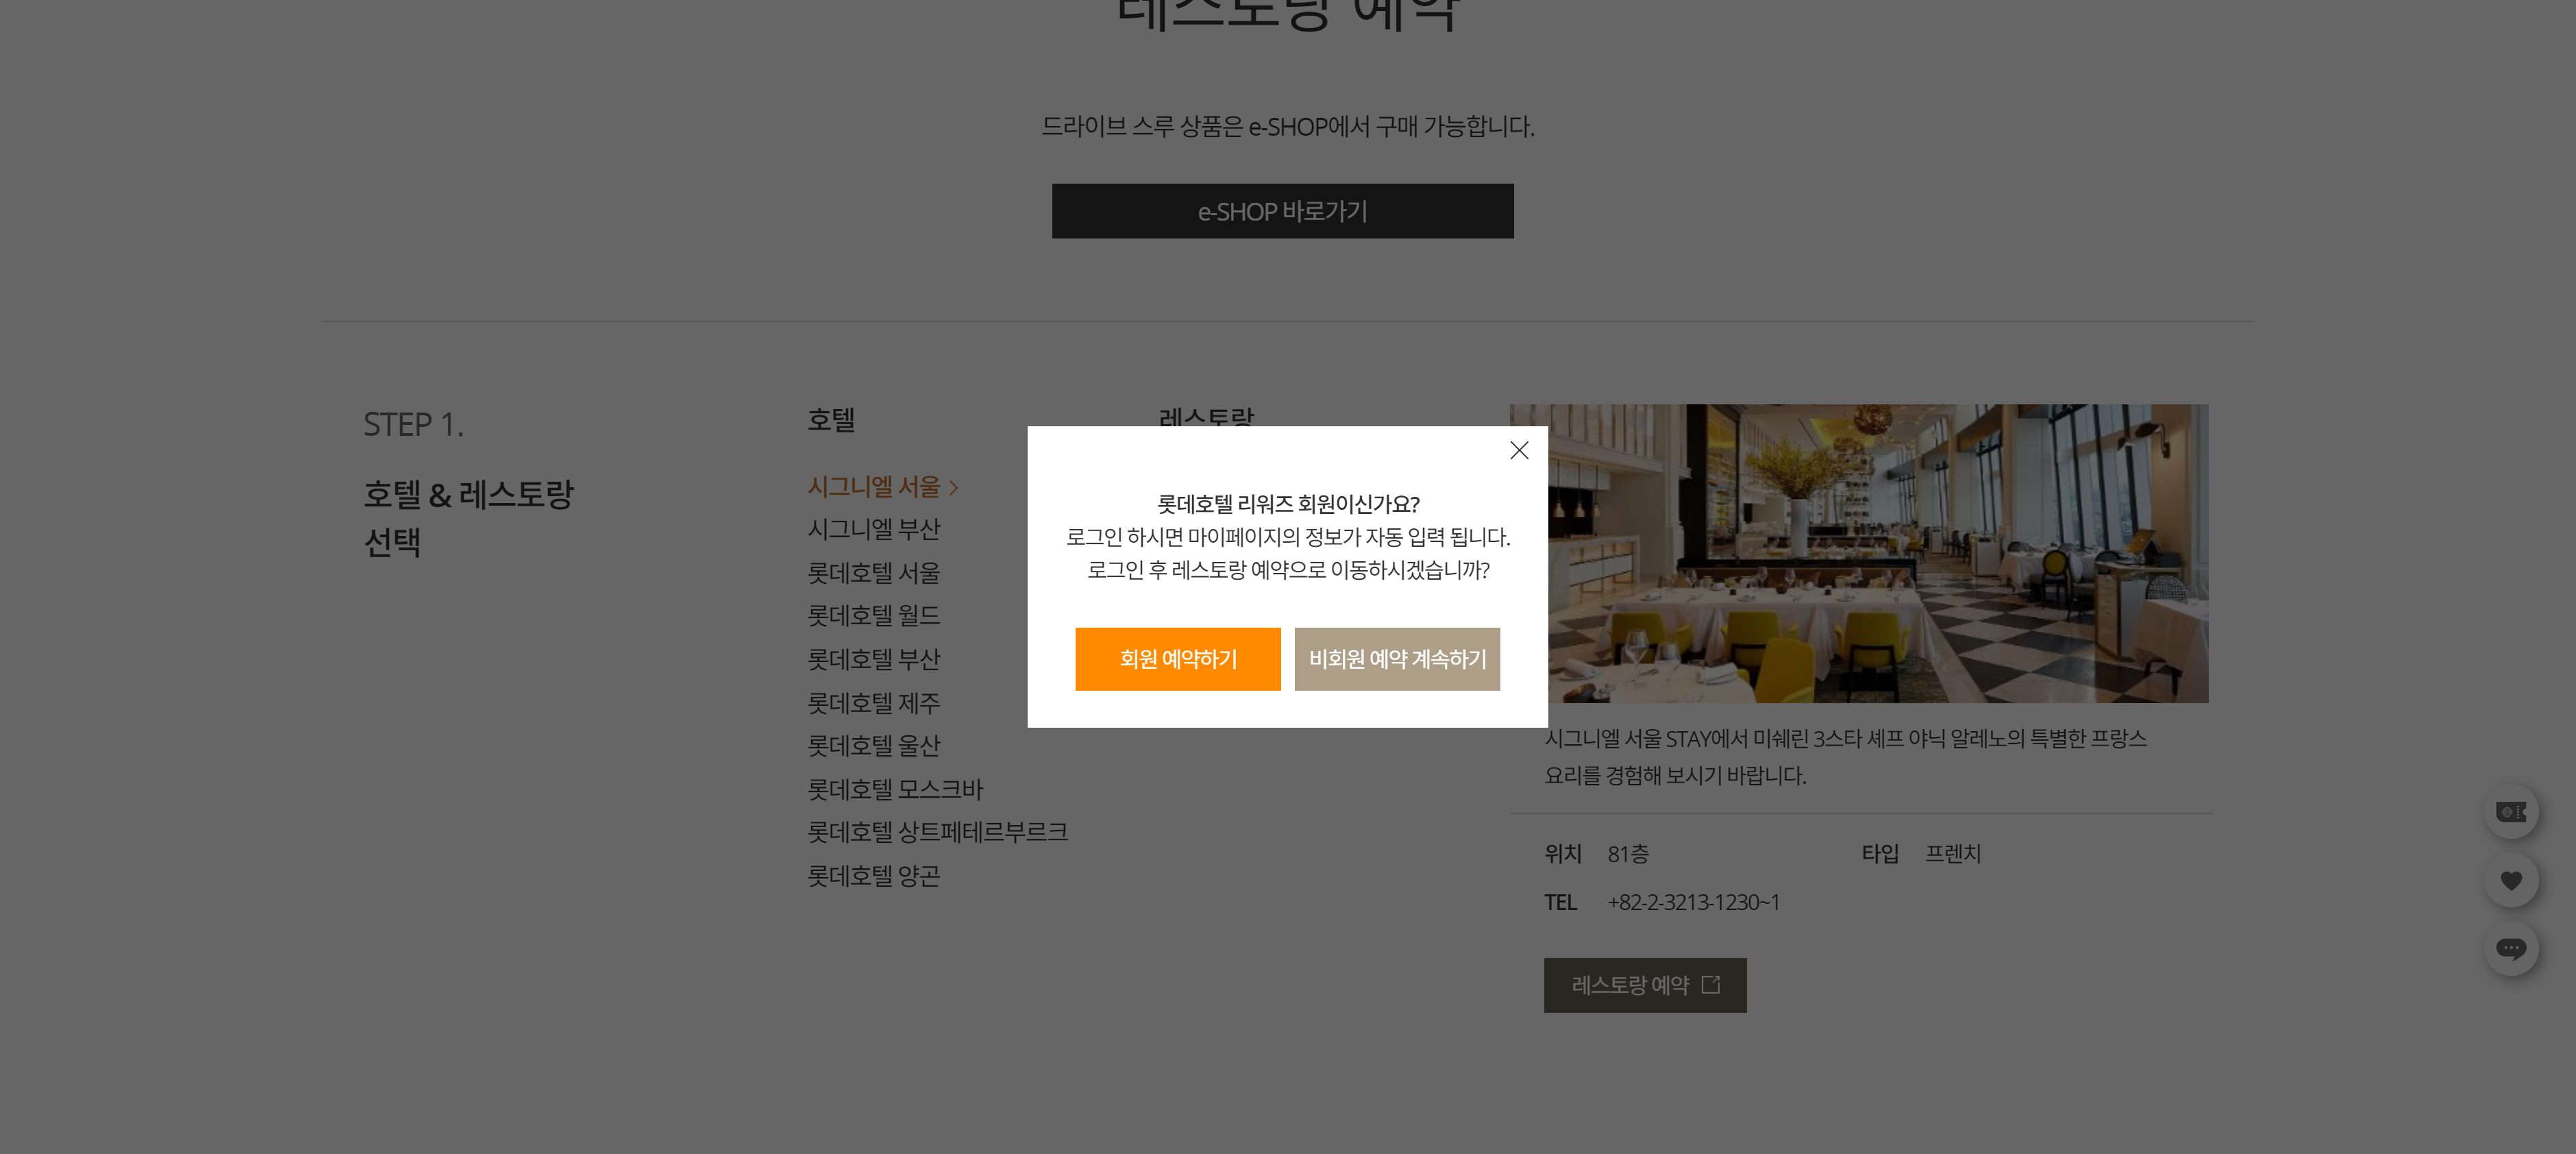 레스토랑 예약
드라이브 스루 상품은 e-SHOP에서 구매 가능합니다.
e-SHOP 바로가기
STEP 1.
호텔 & 레스토랑
선택
호텔
시그니엘 서울
시그니엘 부산
롯데호텔 서울
롯데호텔 월드
롯데호텔 부산
롯데호텔 제주
롯데호텔 울산
롯데호텔 모스크바
롯데호텔 상트페테르부르크
롯데호텔 양곤
레스토랑
롯데호텔 리워즈 회원이신가요?
로그인 하시면 마이페이지의 정보가 자동 입력 됩니다.
로그인 후 레스토랑 예약으로 이동하시겠습니까?
회원 예약하기
비회원 예약 계속하기
시그니엘 서울 STAY에서 미쉐린 3스타 셰프 야닉 알레노의 특별한 프랑스
요리를 경험해 보시기 바랍니다.
위치 81층 타입 프렌치
TEL +82-2-3213-1230~1
레스토랑 예약